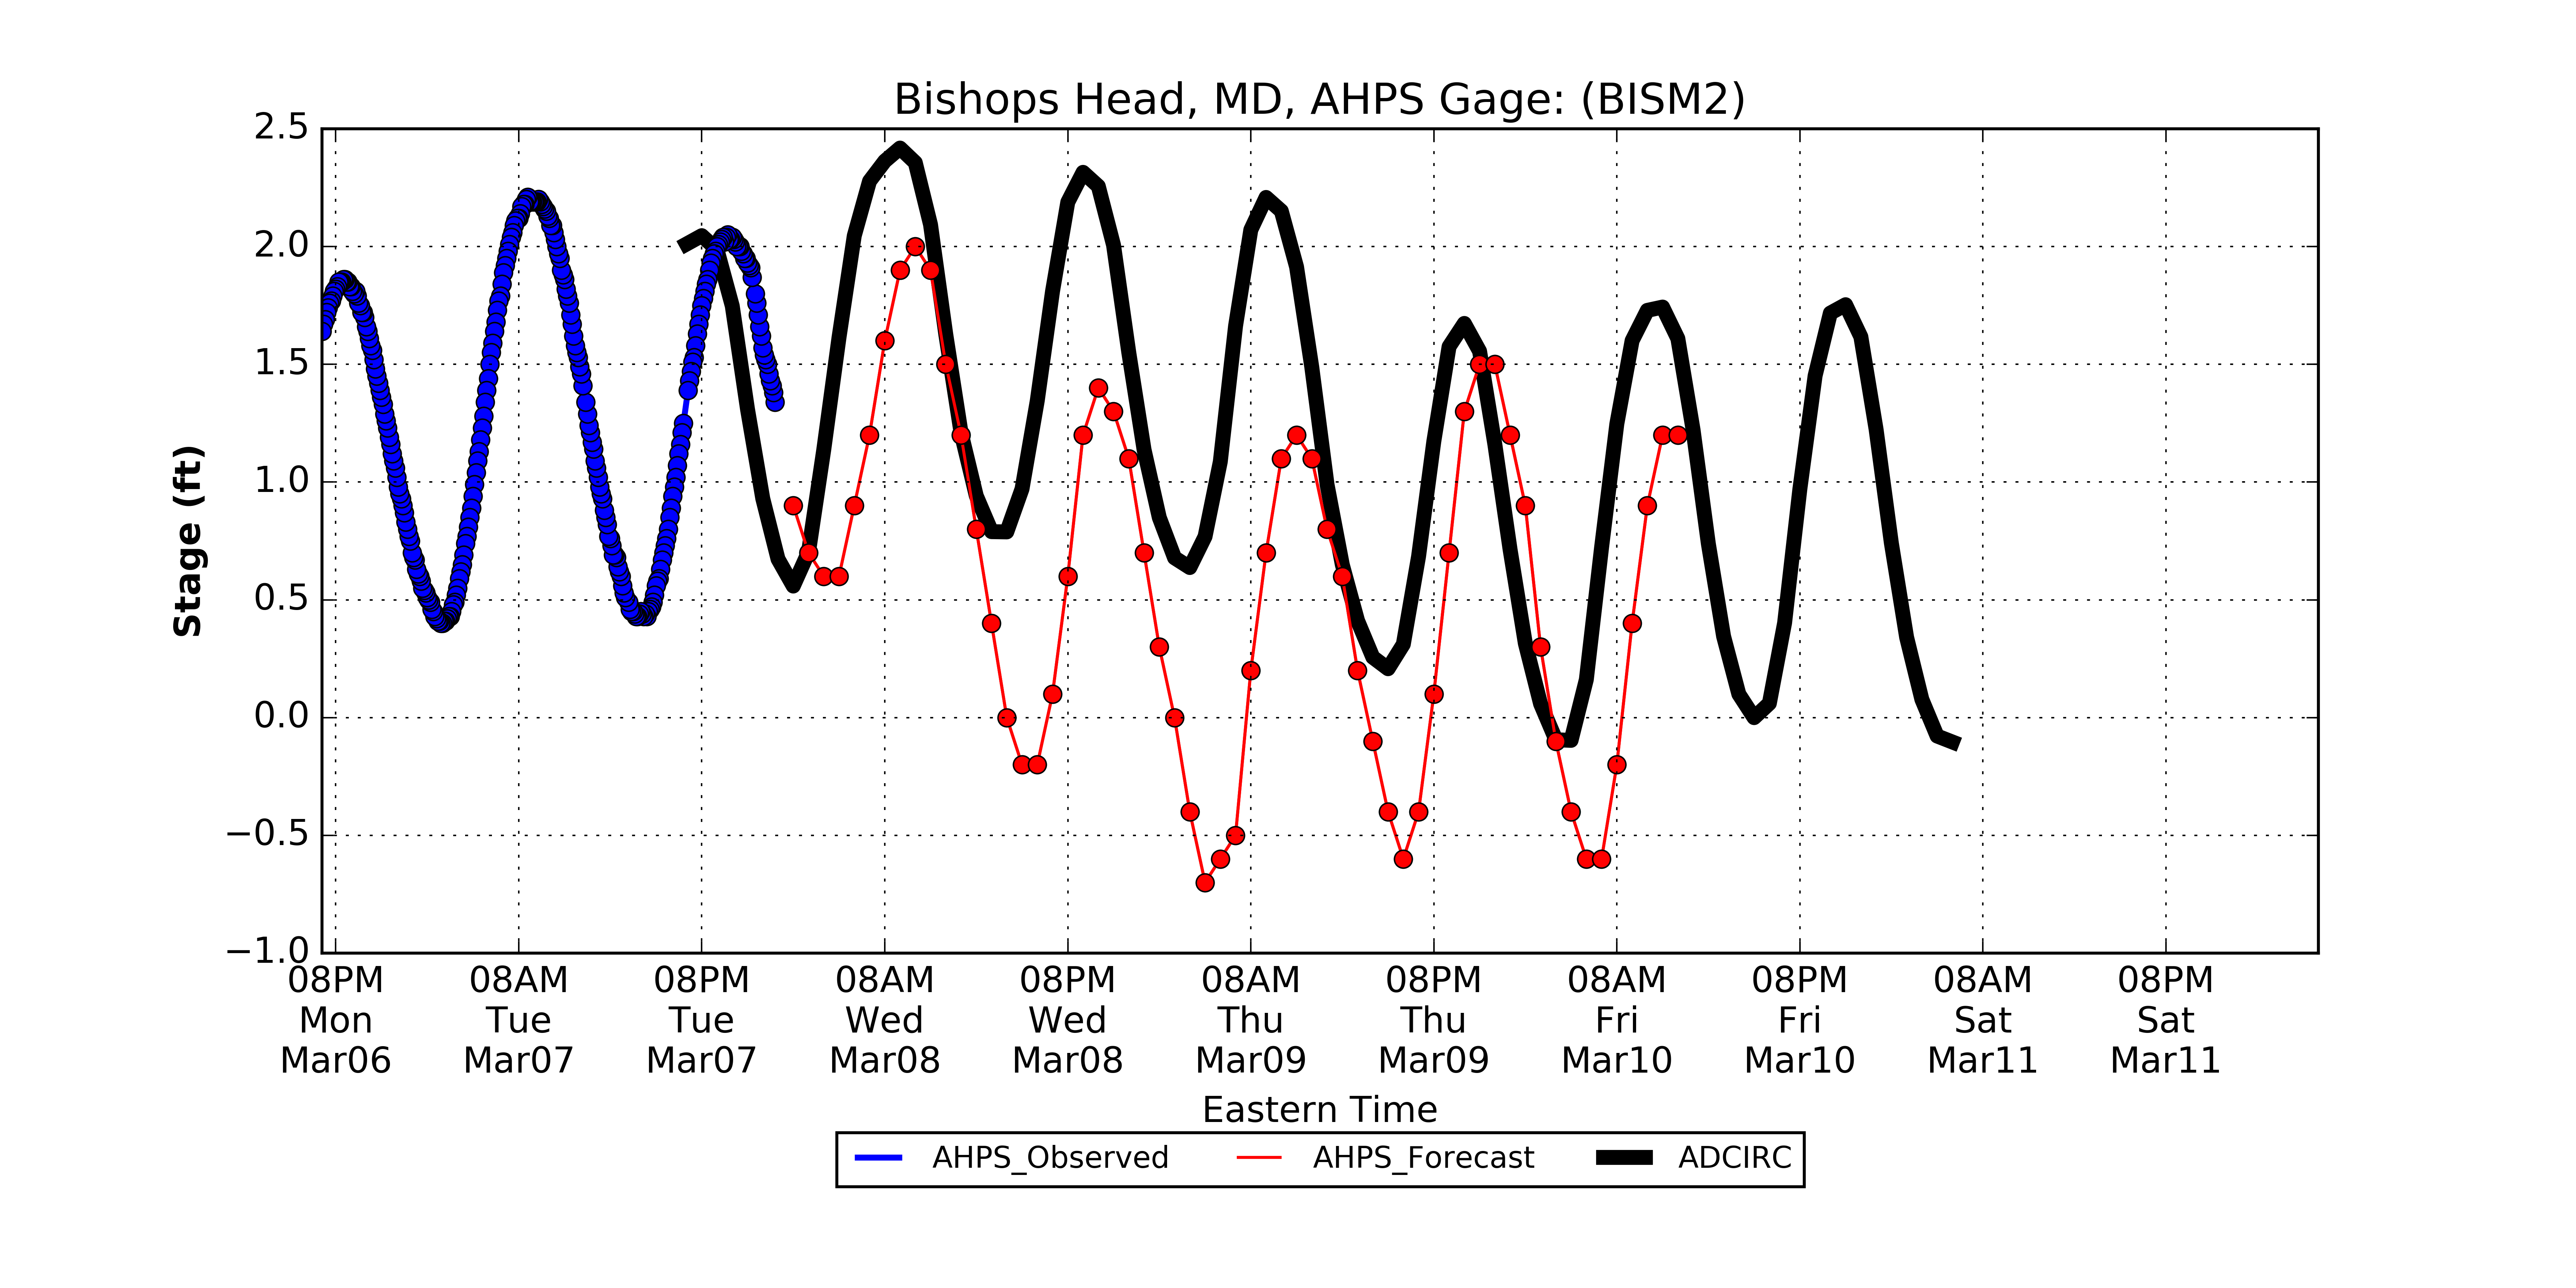 Bishops Head, MD, AHPS Gage: (BISM2)
2.5
2.0
1.5
1.0
0.5
0.0
−0.5
−1.0
Stage (ft)
08PM 08AM 08PM 08AM 08PM 08AM 08PM 08AM 08PM 08AM 08PM
Mon Tue Tue Wed Wed Thu Thu Fri Fri Sat Sat
Mar06 Mar07 Mar07 Mar08 Mar08 Mar09 Mar09 Mar10 Mar10 Mar11 Mar11
Eastern Time
AHPS_Observed AHPS_Forecast ADCIRC